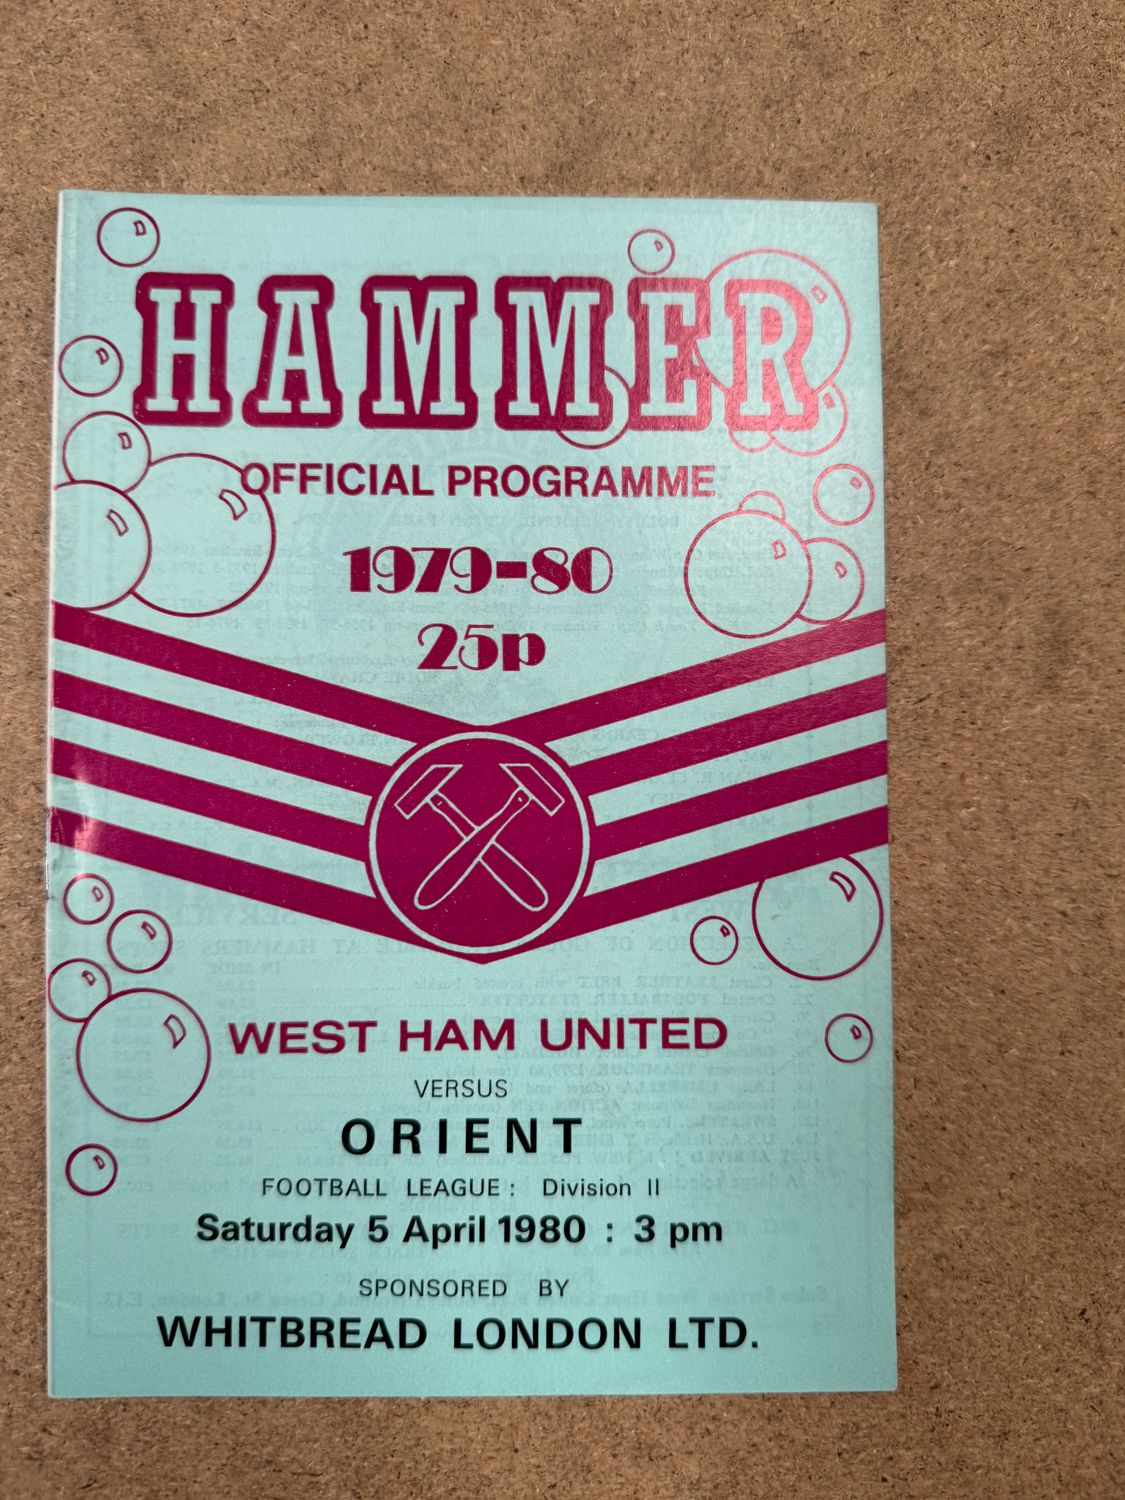 HAMMER
OFFICIAL PROGRAMME
1979-80
25p
WEST HAM UNITED
VERSUS
ORIENT
FOOTBALL LEAGUE : Division II
Saturday 5 April 1980 : 3 pm
SPONSORED BY
WHITBREAD LONDON LTD.